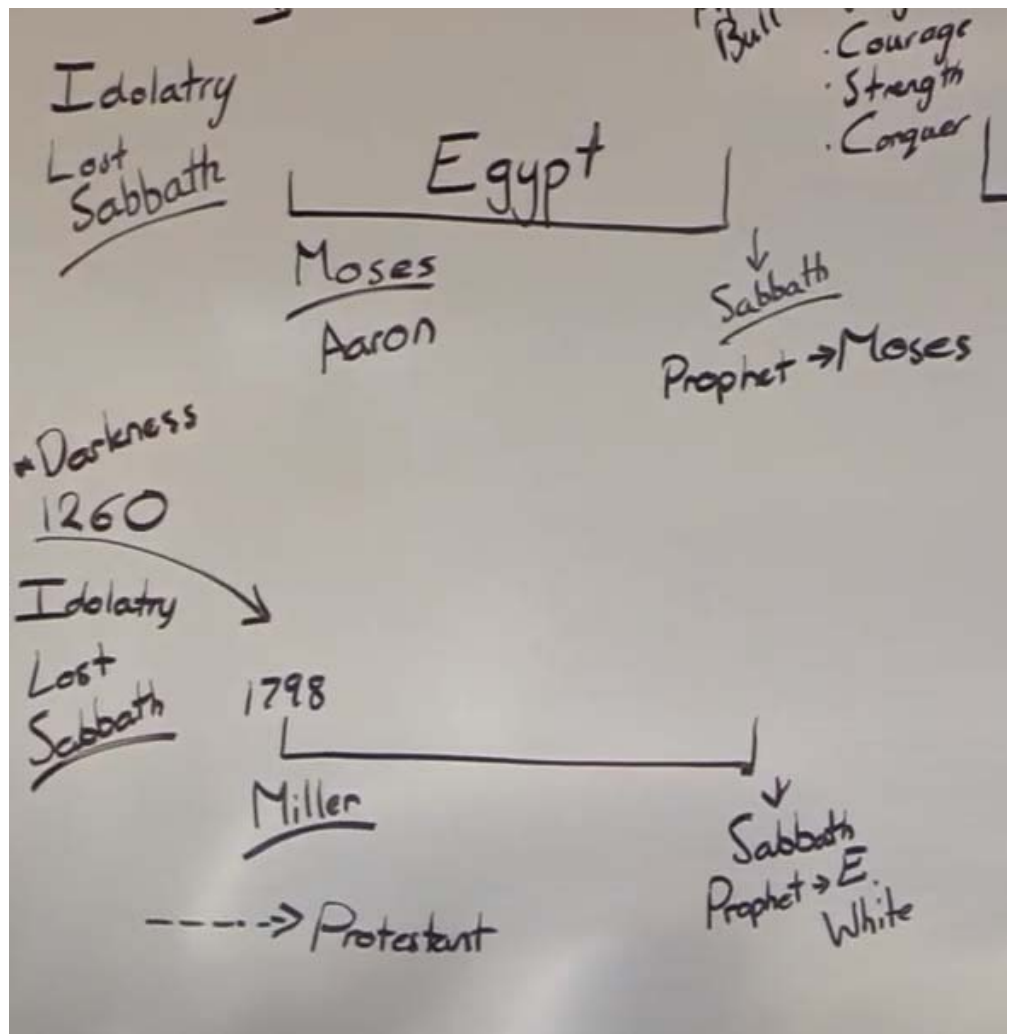 Bull
· Courage
· Strength
· Conquer
Idolatry
Lost
Sabbath
Egypt
Moses
Aaron
Sabbath
Prophet → Moses
Darkness
1260
Idolatry
Lost
Sabbath
1798
Miller
Sabbath
Prophet → E.
White
----> Protestant